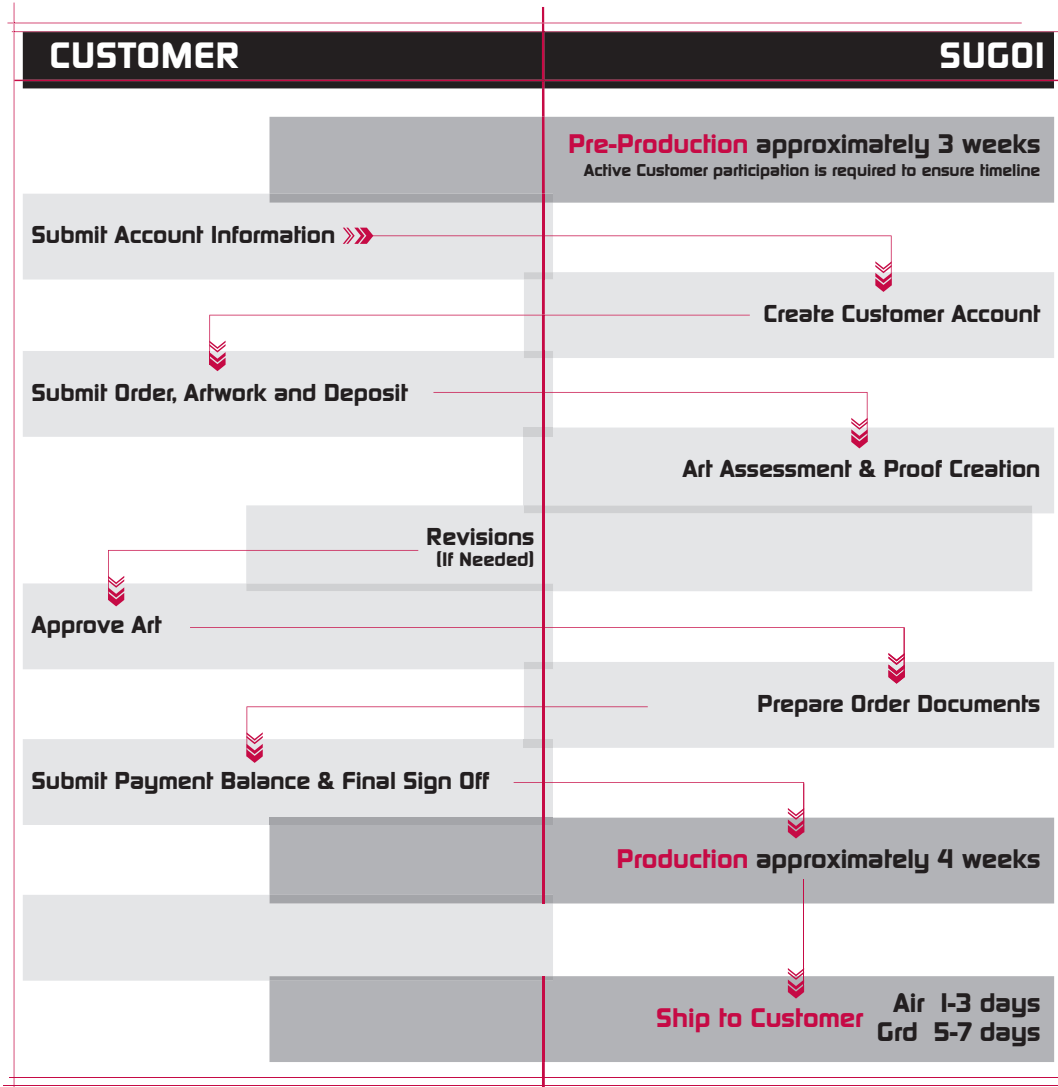 CUSTOMER
SUGOI
Pre-Production approximately 3 weeks
Active Customer participation is required to ensure timeline
Submit Account Information
Create Customer Account
Submit Order, Artwork and Deposit
Art Assessment & Proof Creation
Revisions
(If Needed)
Approve Art
Prepare Order Documents
Submit Payment Balance & Final Sign Off
Production approximately 4 weeks
Ship to Customer
Air 1-3 days
Grd 5-7 days